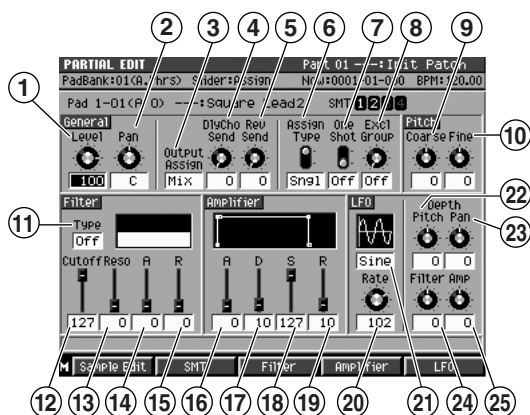 2 3 4 5 6 7 8 9
1
PARTIAL EDIT Part 01 ---:Init Patch
PadBank:01(A.Thrs) Slider:Assign Now:0001-01-000 BPM:120.00
Pad 1-01(A 0) ---:Square Lead2 SMT 1 2 3 4
General Pitch
Level Pan Output Assign DlyCho Send Rev Send Assign Type One Shot Excl Group Coarse Fine
10
100 C Mix 0 0 Sngl Off Off 0 0
Filter Amplifier LFO Depth
22
11
Type Pitch Pan
23
Off Sine 0 0
Cutoff Reso A R A D S R Rate Filter Amp
127 0 0 0 0 10 127 10 102 0 0
M Sample Edit SMT Filter Amplifier LFO
12 13 14 15 16 17 18 19 20 21 24 25